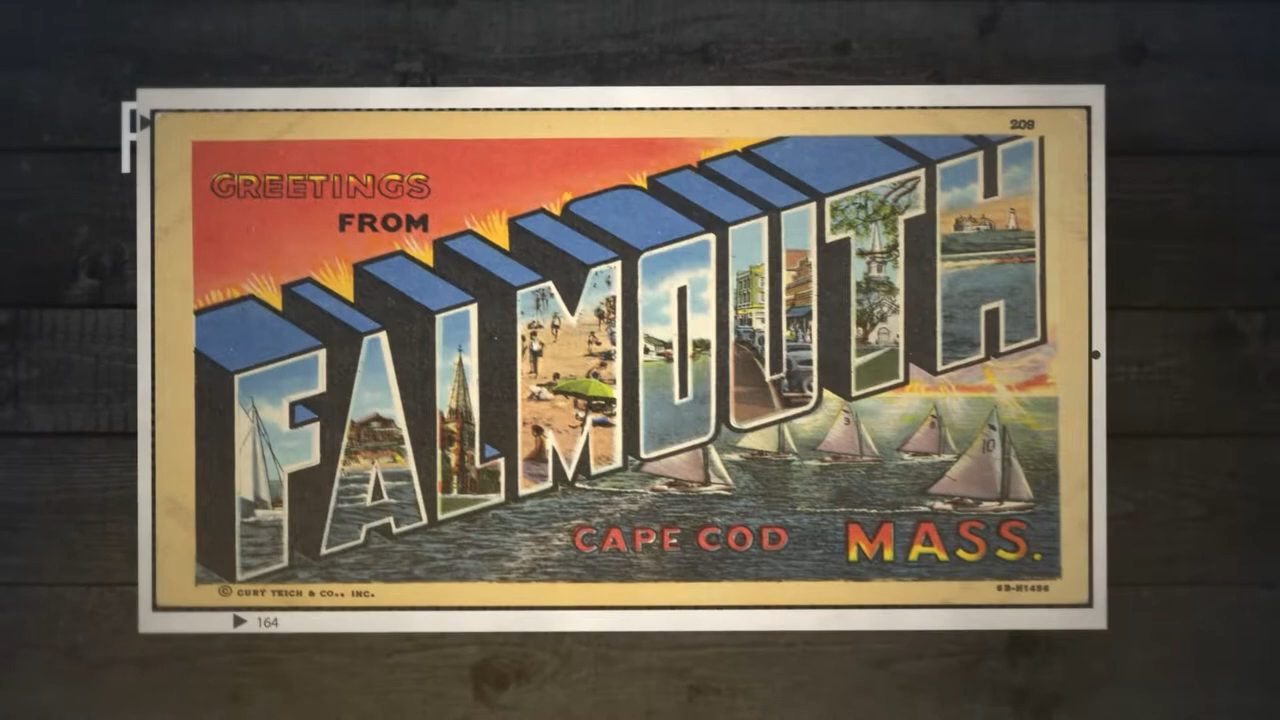 209
GREETINGS
FROM
FALMOUTH
CAPE COD MASS.
© CURT TEICH & CO., INC.
6B-H1456
164